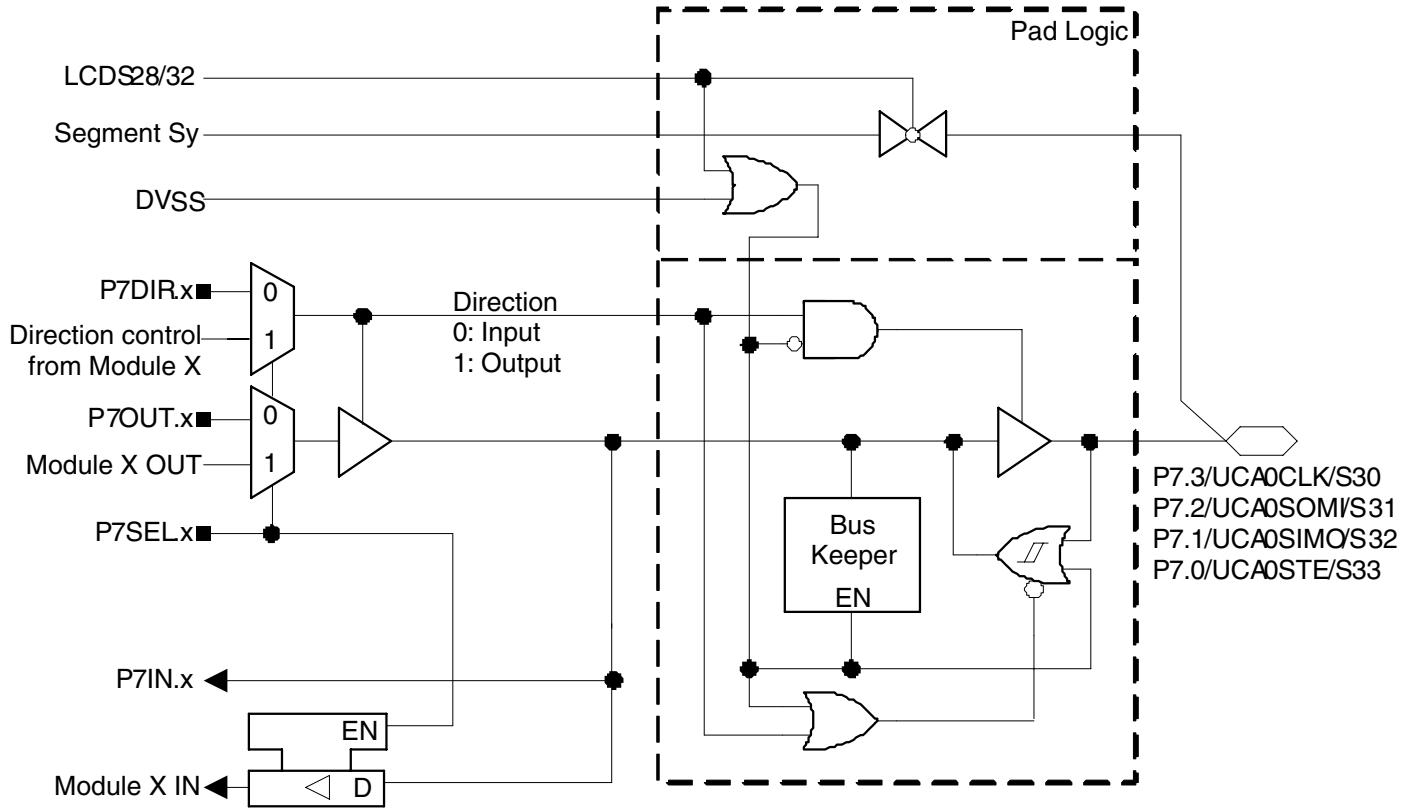 Pad Logic
LCDS28/32
Segment Sy
DVSS
P7DIR.x
0
1
Direction control
from Module X
Direction
0: Input
1: Output
P7OUT.x
0
1
Module X OUT
P7SEL.x
Bus
Keeper
EN
P7.3/UCA0CLK/S30
P7.2/UCA0SOMI/S31
P7.1/UCA0SIMO/S32
P7.0/UCA0STE/S33
P7IN.x
EN
D
Module X IN